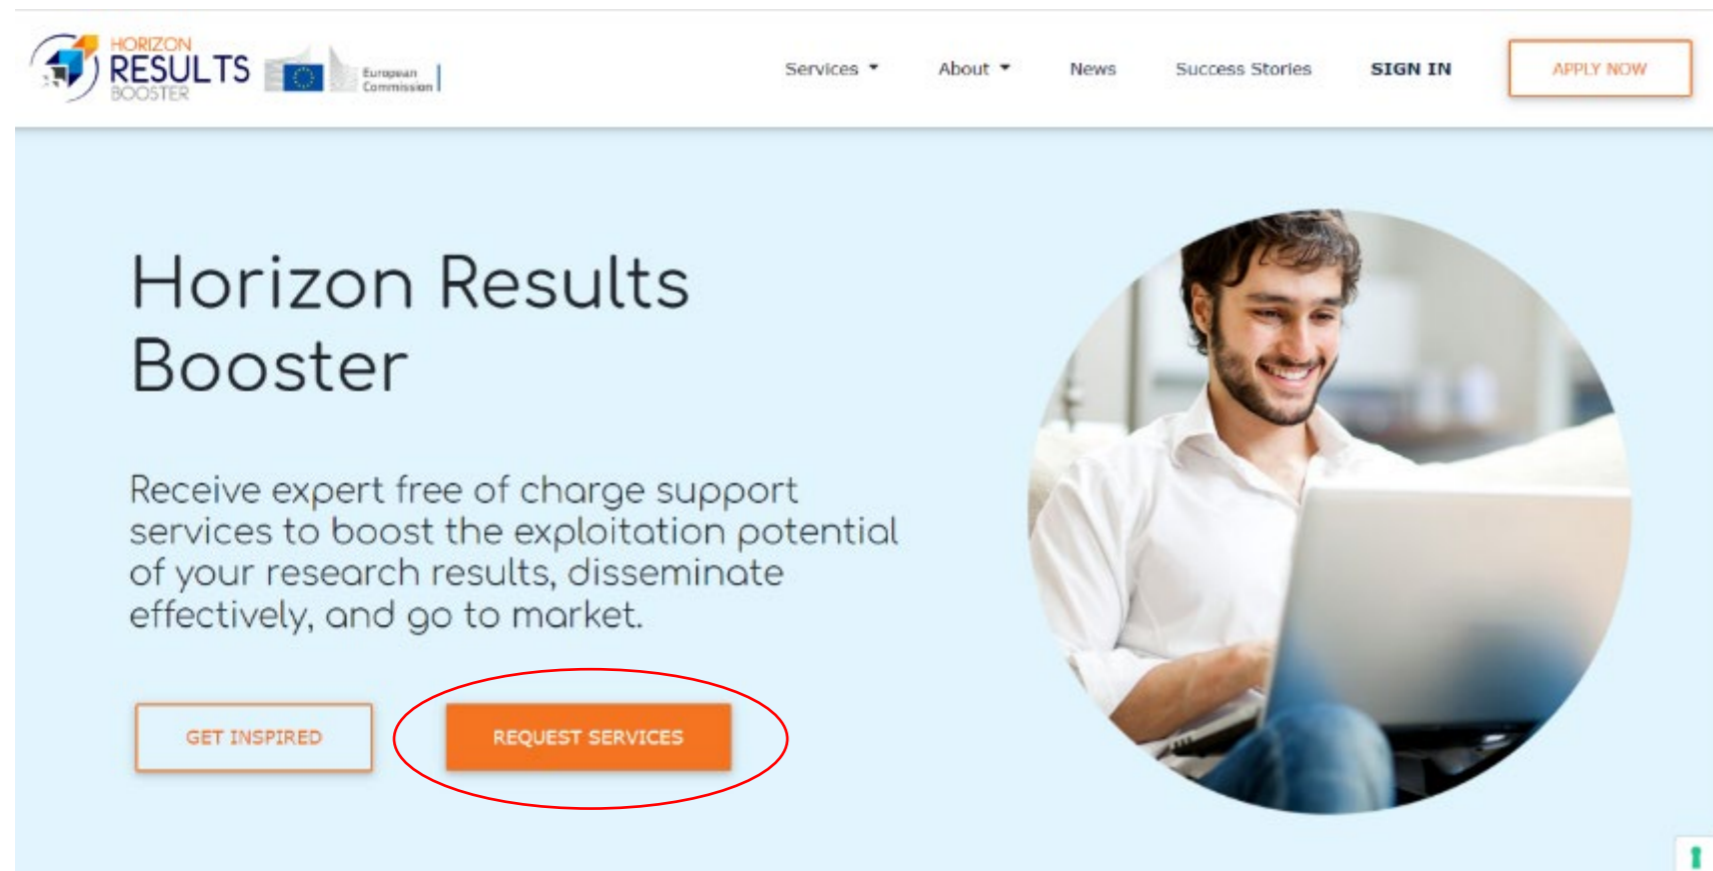 HORIZON
RESULTS
BOOSTER
European
Commission
Services
About
News
Success Stories
SIGN IN
APPLY NOW
Horizon Results
Booster
Receive expert free of charge support
services to boost the exploitation potential
of your research results, disseminate
effectively, and go to market.
GET INSPIRED
REQUEST SERVICES